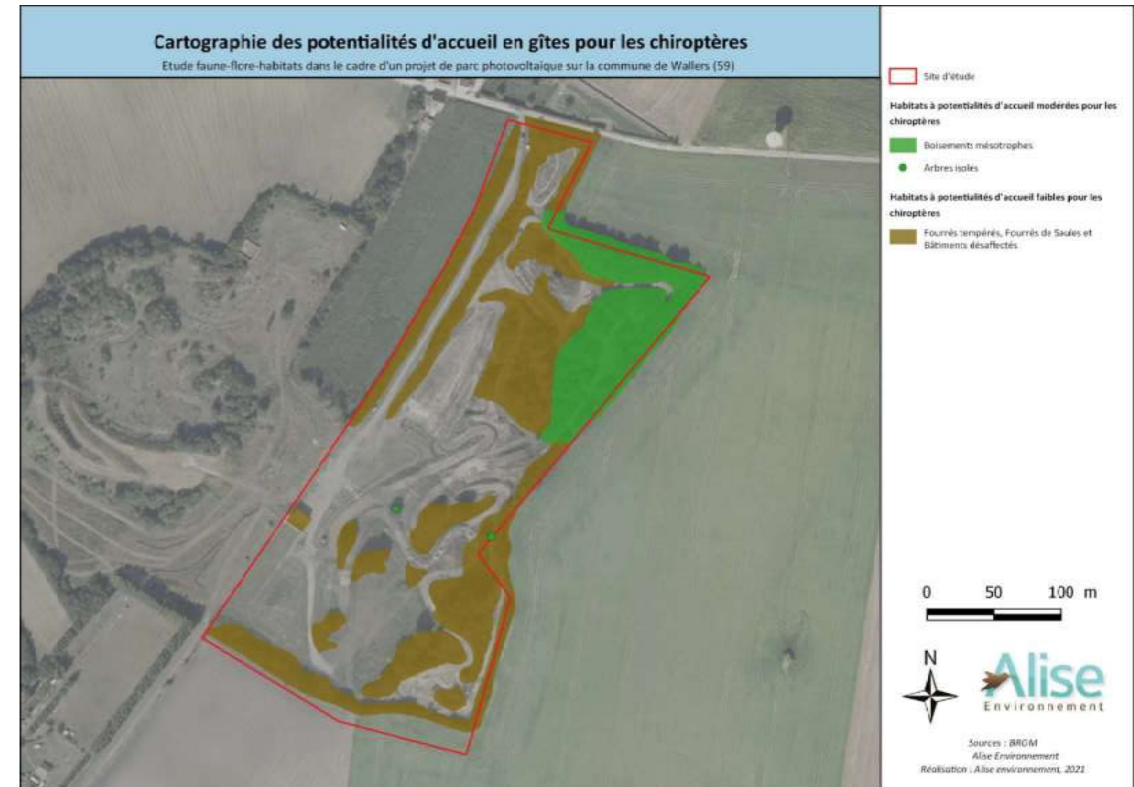 Cartographie des potentialités d'accueil en gîtes pour les chiroptères
Etude faune-flore-habitats dans le cadre d'un projet de parc photovoltaïque sur la commune de Wallers (59)
Site d'étude
Habitats à potentialités d'accueil modérées pour les
chiroptères
Boisements mésotrophes
Arbres isolés
Habitats à potentialités d'accueil faibles pour les
chiroptères
Fourrés tempérés, Fourrés de Saules et
Bâtiments désaffectés
0 50 100 m
N
Alise
Environnement
Sources : BRGM
Alise Environnement
Réalisation : Alise environnement, 2021